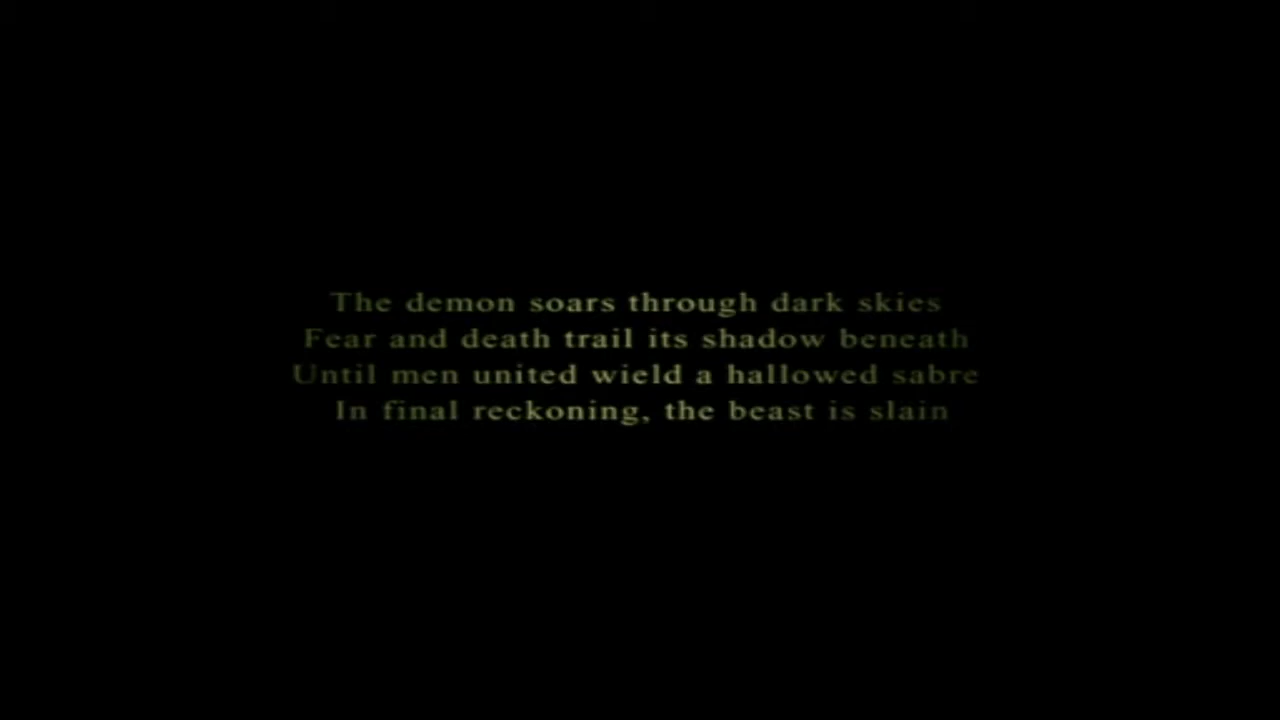 The demon soars through dark skies
Fear and death trail its shadow beneath
Until men united wield a hallowed sabre
In final reckoning, the beast is slain